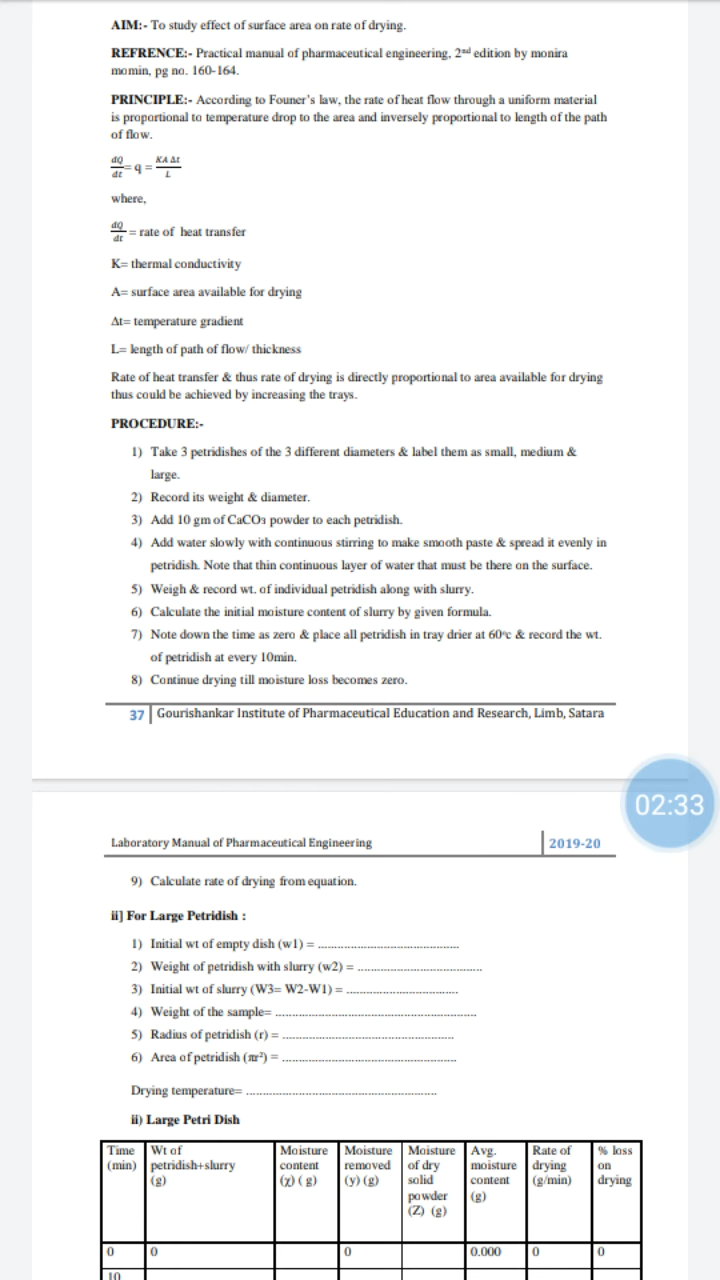 AIM:- To study effect of surface area on rate of drying.
REFRENCE:- Practical manual of pharmaceutical engineering, 2nd edition by monira
momin, pg no. 160-164.
PRINCIPLE:- According to Founer's law, the rate of heat flow through a uniform material
is proportional to temperature drop to the area and inversely proportional to length of the path
of flow.
dQ/dt = q = KA Δt/L
where,
dQ/dt = rate of heat transfer
K= thermal conductivity
A= surface area available for drying
Δt= temperature gradient
L= length of path of flow/ thickness
Rate of heat transfer & thus rate of drying is directly proportional to area available for drying
thus could be achieved by increasing the trays.
PROCEDURE:-
1) Take 3 petridishes of the 3 different diameters & label them as small, medium &
large.
2) Record its weight & diameter.
3) Add 10 gm of CaCO3 powder to each petridish.
4) Add water slowly with continuous stirring to make smooth paste & spread it evenly in
petridish. Note that thin continuous layer of water that must be there on the surface.
5) Weigh & record wt. of individual petridish along with slurry.
6) Calculate the initial moisture content of slurry by given formula.
7) Note down the time as zero & place all petridish in tray drier at 60°c & record the wt.
of petridish at every 10min.
8) Continue drying till moisture loss becomes zero.
37 | Gourishankar Institute of Pharmaceutical Education and Research, Limb, Satara
02:33
Laboratory Manual of Pharmaceutical Engineering | 2019-20
9) Calculate rate of drying from equation.
ii] For Large Petridish :
1) Initial wt of empty dish (w1) = ............................................
2) Weight of petridish with slurry (w2) = .......................................
3) Initial wt of slurry (W3= W2-W1) = ...................................
4) Weight of the sample= ...............................................................
5) Radius of petridish (r) = .....................................................
6) Area of petridish (πr²) = ......................................................
Drying temperature= ............................................................
ii) Large Petri Dish
Time (min) Wt of petridish+slurry (g) Moisture content (χ) ( g) Moisture removed (y) (g) Moisture of dry solid powder (Z) (g) Avg. moisture content (g) Rate of drying (g/min) % loss on drying
0 0 0 0.000 0 0
10